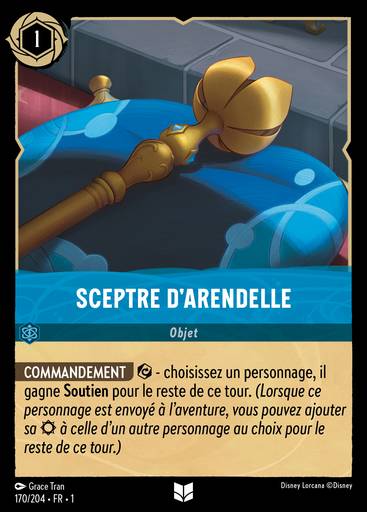 1
SCEPTRE D'ARENDELLE
Objet
COMMANDEMENT - choisissez un personnage, il
gagne Soutien pour le reste de ce tour. (Lorsque ce
personnage est envoyé à l'aventure, vous pouvez ajouter
sa à celle d'un autre personnage au choix pour le
reste de ce tour.)
Grace Tran
170/204 • FR • 1
Disney Lorcana ©Disney